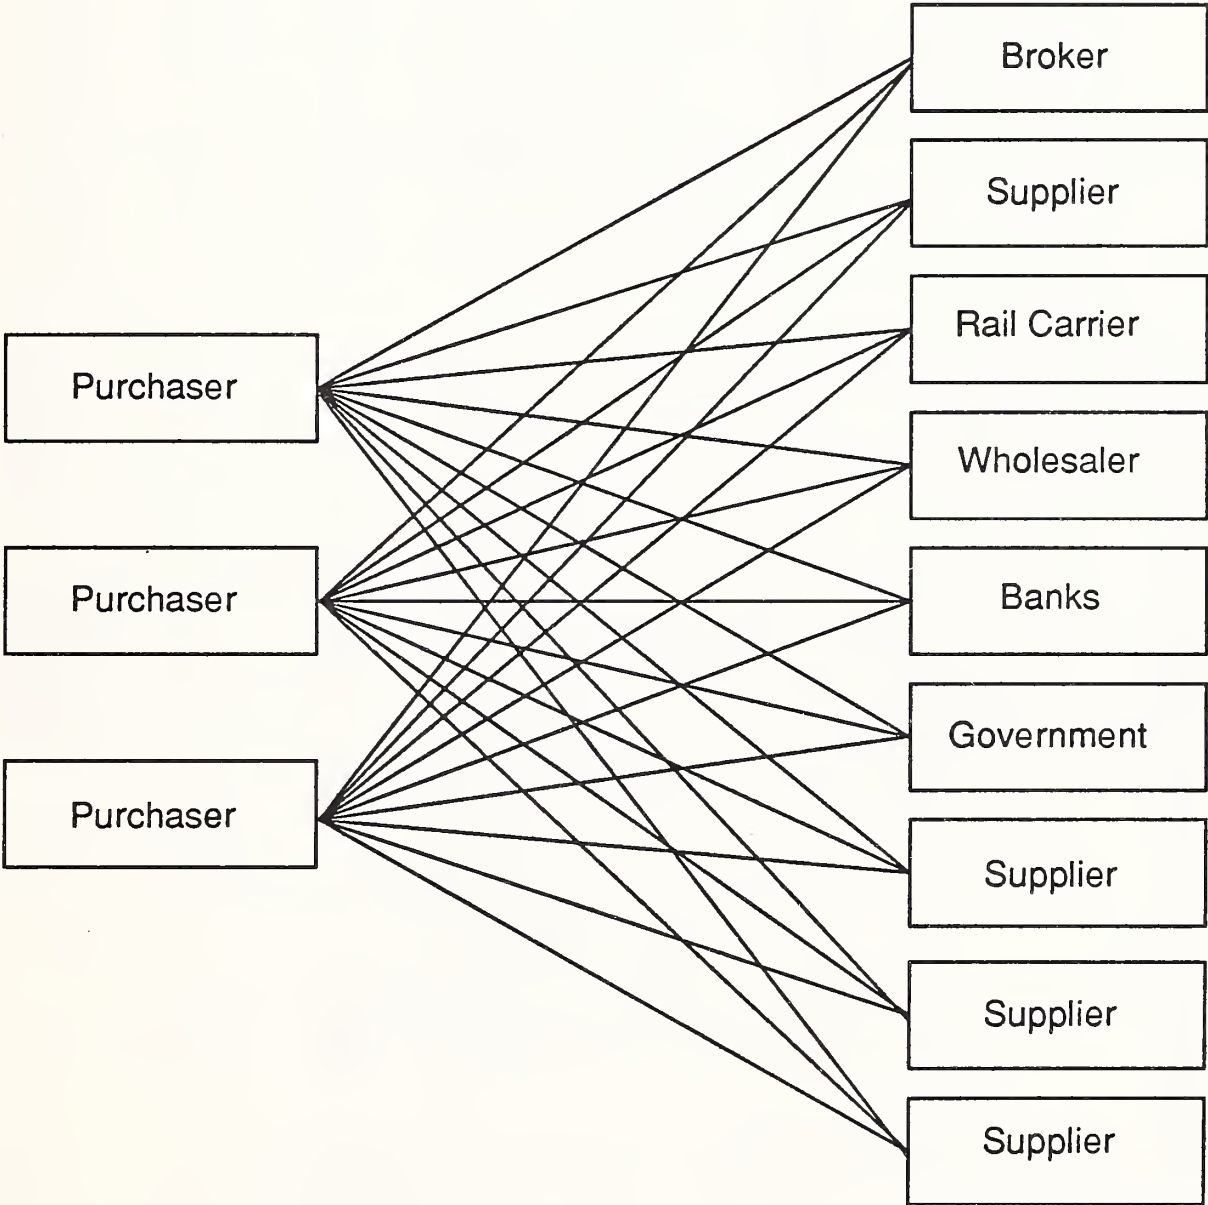 Broker
Supplier
Rail Carrier
Purchaser
Wholesaler
Purchaser
Banks
Government
Purchaser
Supplier
Supplier
Supplier